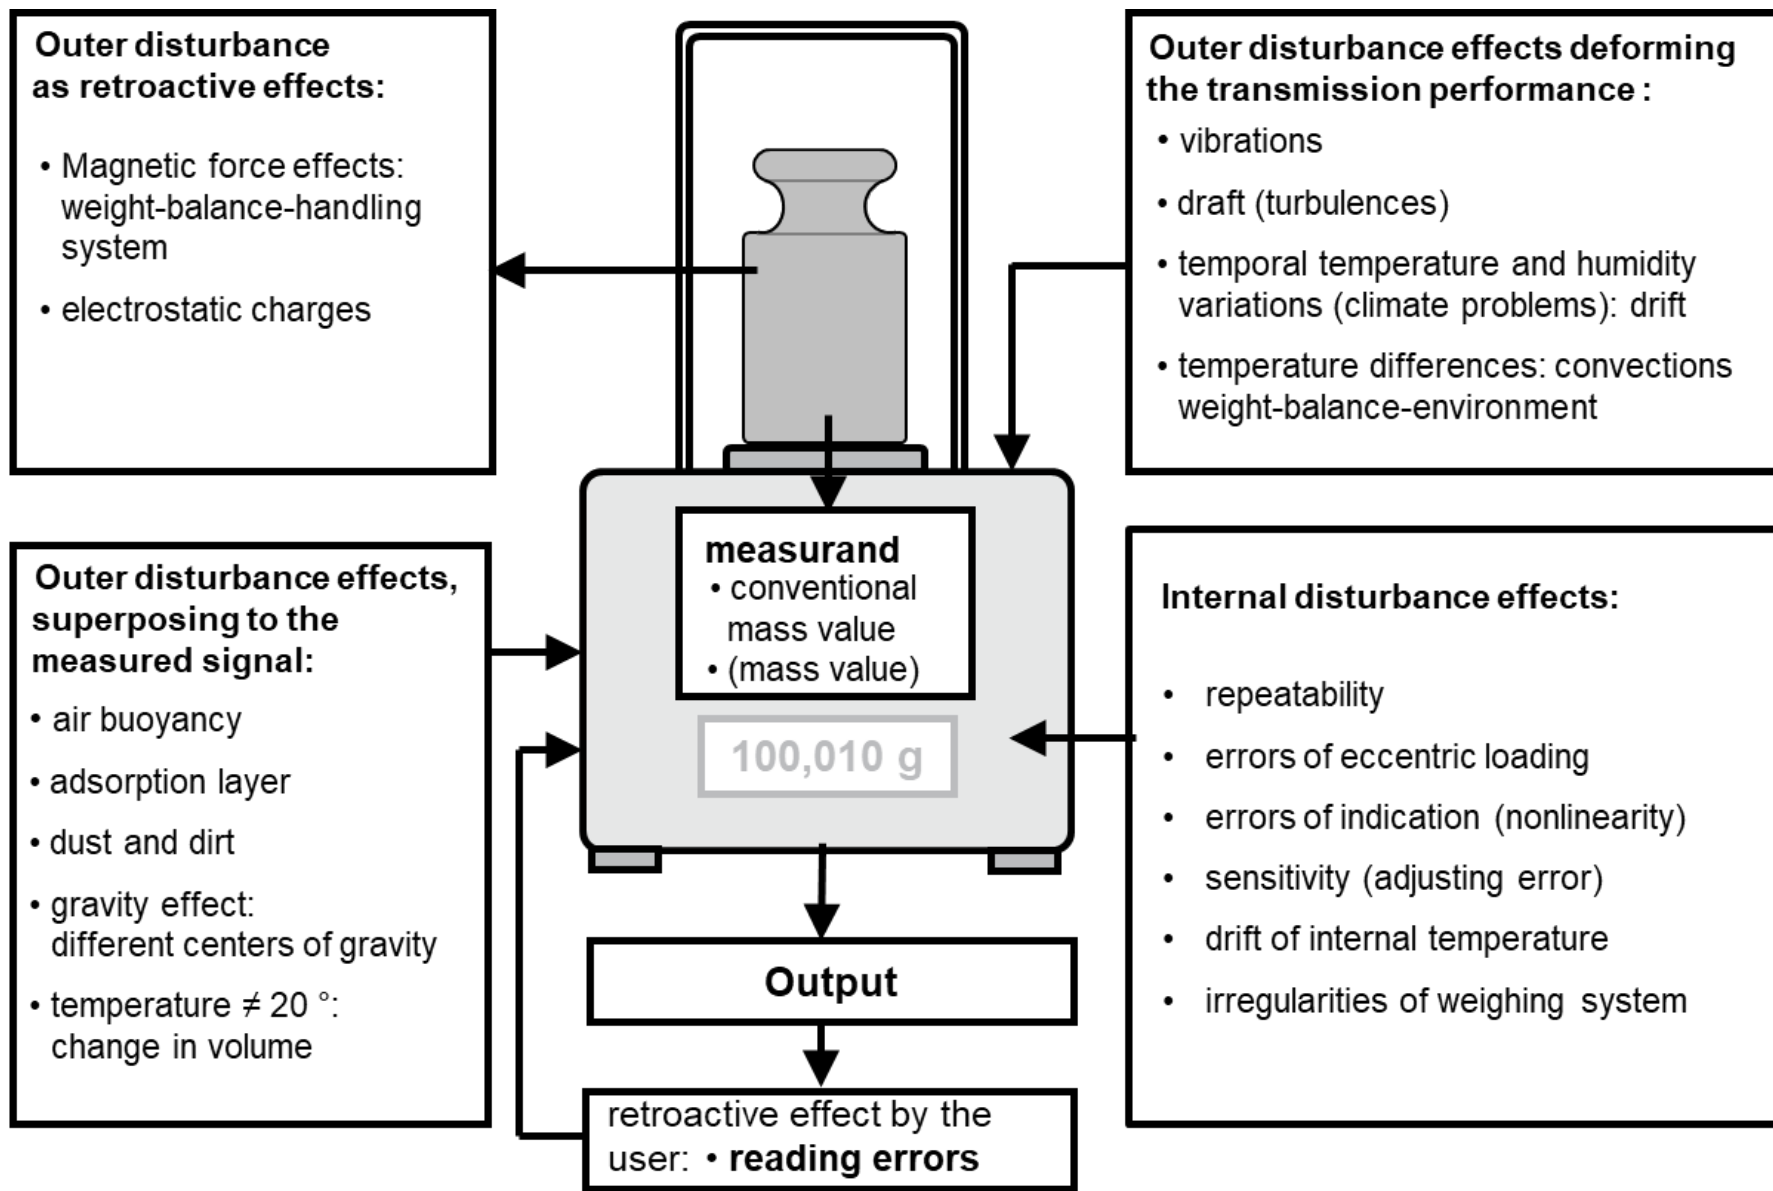 Outer disturbance
as retroactive effects:
• Magnetic force effects:
weight-balance-handling
system
• electrostatic charges
Outer disturbance effects deforming
the transmission performance :
• vibrations
• draft (turbulences)
• temporal temperature and humidity
variations (climate problems): drift
• temperature differences: convections
weight-balance-environment
Outer disturbance effects,
superposing to the
measured signal:
• air buoyancy
• adsorption layer
• dust and dirt
• gravity effect:
different centers of gravity
• temperature ≠ 20 °:
change in volume
measurand
• conventional
mass value
• (mass value)
100,010 g
Internal disturbance effects:
• repeatability
• errors of eccentric loading
• errors of indication (nonlinearity)
• sensitivity (adjusting error)
• drift of internal temperature
• irregularities of weighing system
Output
retroactive effect by the
user: • reading errors